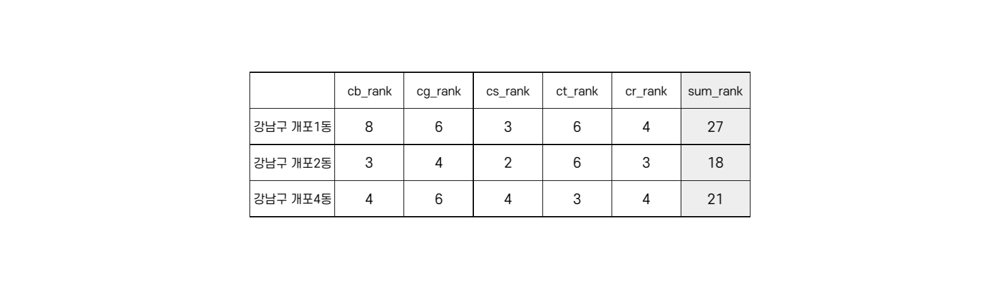 cb_rank cg_rank cs_rank ct_rank cr_rank sum_rank
강남구 개포1동 8 6 3 6 4 27
강남구 개포2동 3 4 2 6 3 18
강남구 개포4동 4 6 4 3 4 21